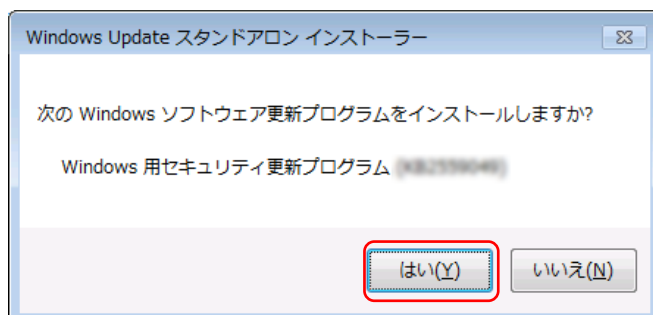 Windows Update スタンドアロン インストーラー
次の Windows ソフトウェア更新プログラムをインストールしますか?
Windows 用セキュリティ更新プログラム
はい(Y)
いいえ(N)